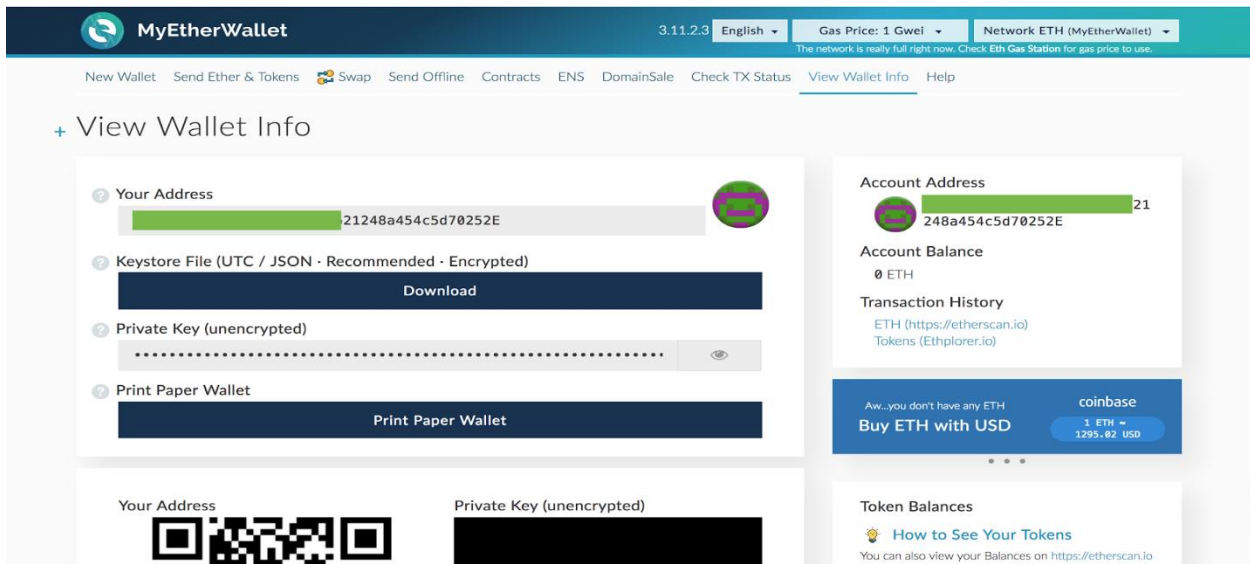 MyEtherWallet
3.11.2.3 English Gas Price: 1 Gwei Network ETH (MyEtherWallet)
The network is really full right now. Check Eth Gas Station for gas price to use.
New Wallet Send Ether & Tokens Swap Send Offline Contracts ENS DomainSale Check TX Status View Wallet Info Help
+ View Wallet Info
Your Address
21248a454c5d70252E
Keystore File (UTC / JSON · Recommended · Encrypted)
Download
Private Key (unencrypted)
Print Paper Wallet
Print Paper Wallet
Your Address
Private Key (unencrypted)
Account Address
21
248a454c5d70252E
Account Balance
0 ETH
Transaction History
ETH (https://etherscan.io)
Tokens (Ethplorer.io)
Aw...you don't have any ETH
Buy ETH with USD
coinbase
1 ETH ≈
1295.02 USD
Token Balances
How to See Your Tokens
You can also view your Balances on https://etherscan.io